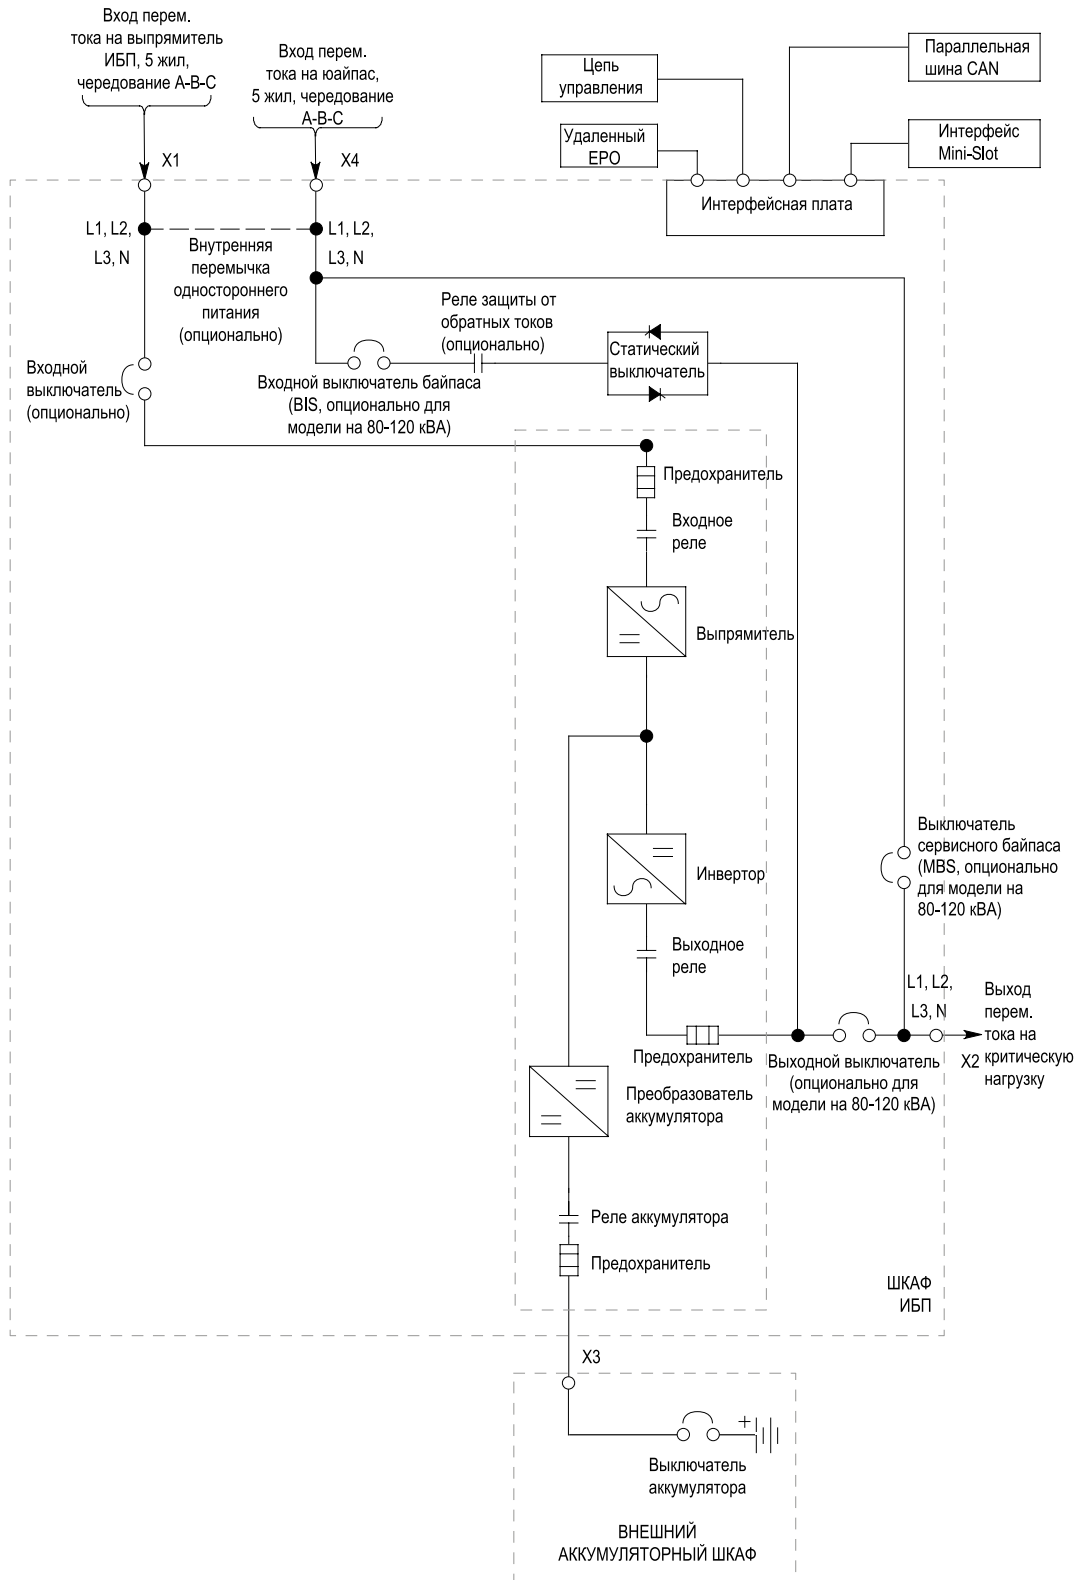 Вход перем.
тока на выпрямитель
ИБП, 5 жил,
чередование A-B-C
Вход перем.
тока на юайпас,
5 жил, чередование
A-B-C
Цепь
управления
Удаленный
EPO
Параллельная
шина CAN
Интерфейс
Mini-Slot
Интерфейсная плата
X1
X4
L1, L2,
L3, N
Внутренняя
перемычка
одностороннего
питания
(опционально)
L1, L2,
L3, N
Реле защиты от
обратных токов
(опционально)
Статический
выключатель
Входной
выключатель
(опционально)
Входной выключатель байпаса
(BIS, опционально для
модели на 80-120 кВА)
Предохранитель
Входное
реле
Выпрямитель
Инвертор
Выключатель
сервисного байпаса
(MBS, опционально
для модели на
80-120 кВА)
Выходное
реле
L1, L2,
L3, N
Выход
перем.
тока на
критическую
нагрузку
X2
Предохранитель
Выходной выключатель
(опционально для
модели на 80-120 кВА)
Преобразователь
аккумулятора
Реле аккумулятора
Предохранитель
ШКАФ
ИБП
X3
+
Выключатель
аккумулятора
ВНЕШНИЙ
АККУМУЛЯТОРНЫЙ ШКАФ